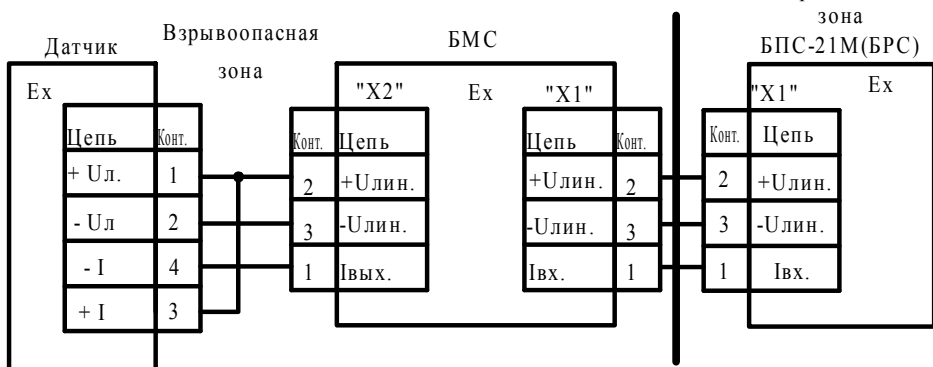 зона
Датчик
Взрывоопасная
зона
БМС
БПС-21М(БРС)
Ex
"X2"
Ex
"X1"
"X1"
Ex
Цепь Конт.
Конт. Цепь
Цепь Конт.
Конт. Цепь
+ Uл. 1
2 +Uлин.
+Uлин. 2
2 +Uлин.
- Uл 2
3 -Uлин.
-Uлин. 3
3 -Uлин.
- I 4
1 Iвых.
Iвх. 1
1 Iвх.
+ I 3